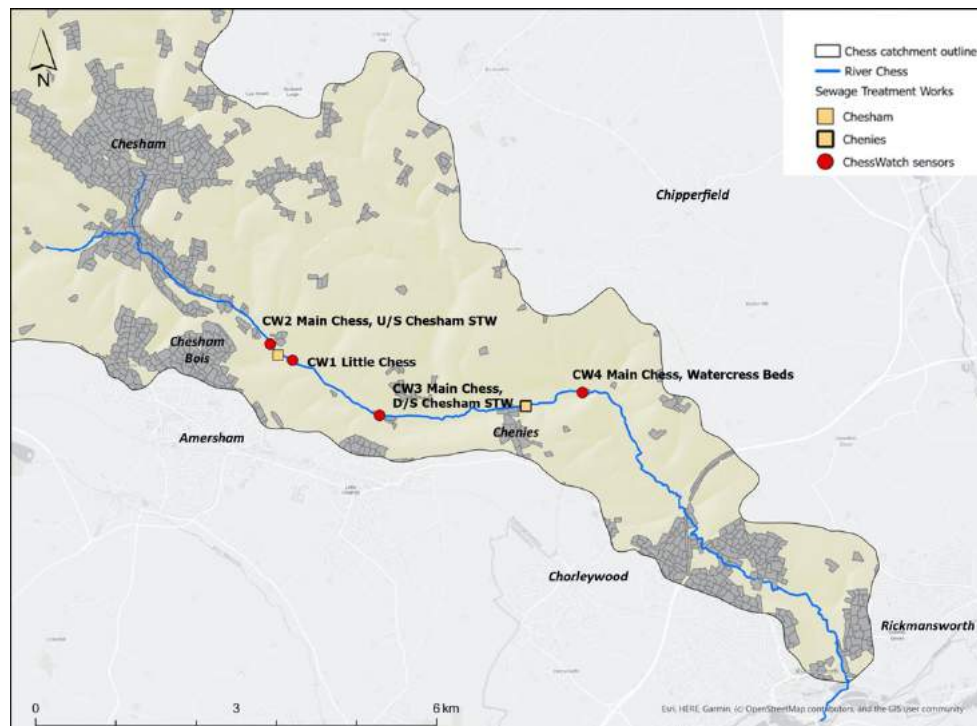 N
Chess catchment outline
River Chess
Sewage Treatment Works
Chesham
Chenies
ChessWatch sensors
Chesham
Chipperfield
CW2 Main Chess, U/S Chesham STW
Chesham
Bois
CW1 Little Chess
CW3 Main Chess,
D/S Chesham STW
CW4 Main Chess, Watercress Beds
Chenies
Amersham
Chorleywood
Rickmansworth
0 3 6 km
Esri, HERE, Garmin, (c) OpenStreetMap contributors, and the GIS user community